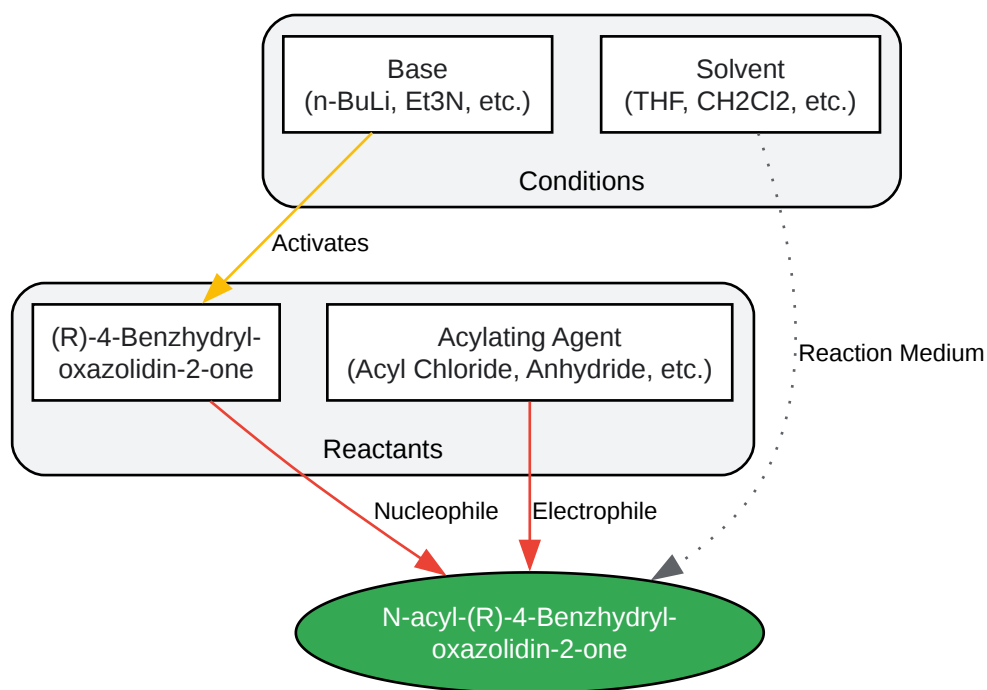 Base
(n-BuLi, Et3N, etc.)
Solvent
(THF, CH2Cl2, etc.)
Conditions
Activates
(R)-4-Benzhydryl-
oxazolidin-2-one
Acylating Agent
(Acyl Chloride, Anhydride, etc.)
Reaction Medium
Reactants
Nucleophile
Electrophile
N-acyl-(R)-4-Benzhydryl-
oxazolidin-2-one